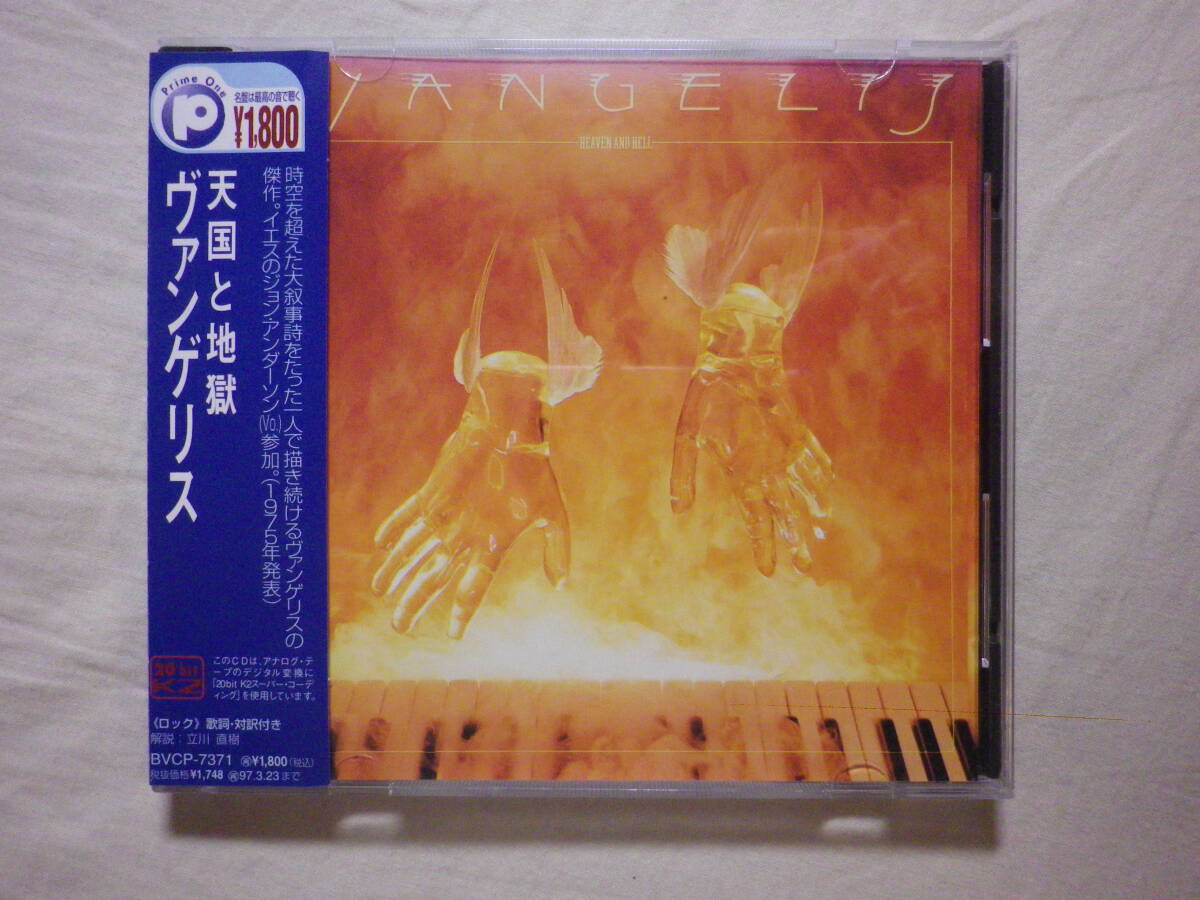 Prime One
P
名盤は最高の音で聴く
¥1,800
天国と地獄
ヴァンゲリス
時空を超えた大叙事詩をたった一人で描き続けるヴァンゲリスの
傑作。イエスのジョン・アンダーソン(Vo.)参加。(1975年発表)
20 bit
K2
このCDは、アナログ・テ
ープのデジタル変換に
「20bit K2スーパー・コーデ
ィング」を使用しています。
《ロック》歌詞・対訳付き
解説:立川 直樹
BVCP-7371 ㊢¥1,800(税込)
税抜価格¥1,748 ㊢97.3.23まで
VANGELIS
HEAVEN AND HELL